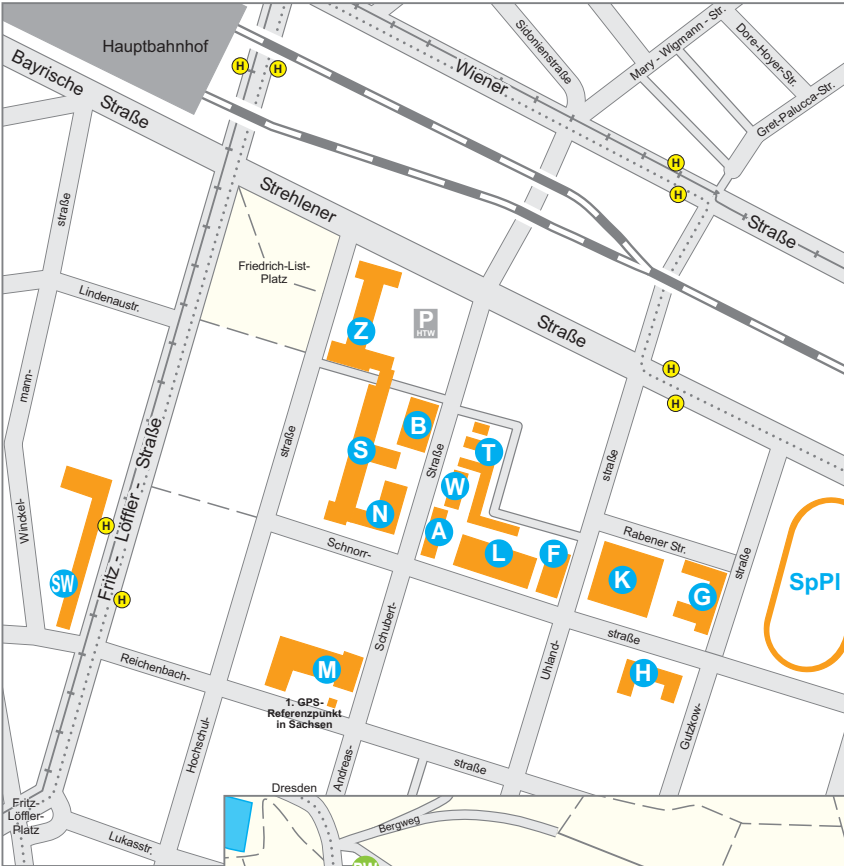 Hauptbahnhof
H
H
Bayrische
Straße
Wiener
Straße
Sidonienstraße
Mary - Wigmann - Str.
Dore-Hoyer-Str.
Gret-Palucca-Str.
H
H
Strehlener
Straße
H
H
straße
Friedrich-List-
Platz
Lindenaustr.
Z
P
HTW
mann-
Winckel-
Fritz - Löffler - Straße
straße
S
B
Straße
T
W
N
A
L
F
straße
Rabener Str.
K
G
straße
SpPl
H
SW
H
Schnorr-
straße
Schubert-
Uhland-
Reichenbach-
M
H
1. GPS-
Referenzpunkt
in Sachsen
Gutzkow-
Hochschul-
Andreas-
straße
Dresden
Fritz-
Löffler-
Platz
Lukasstr.
Bergweg